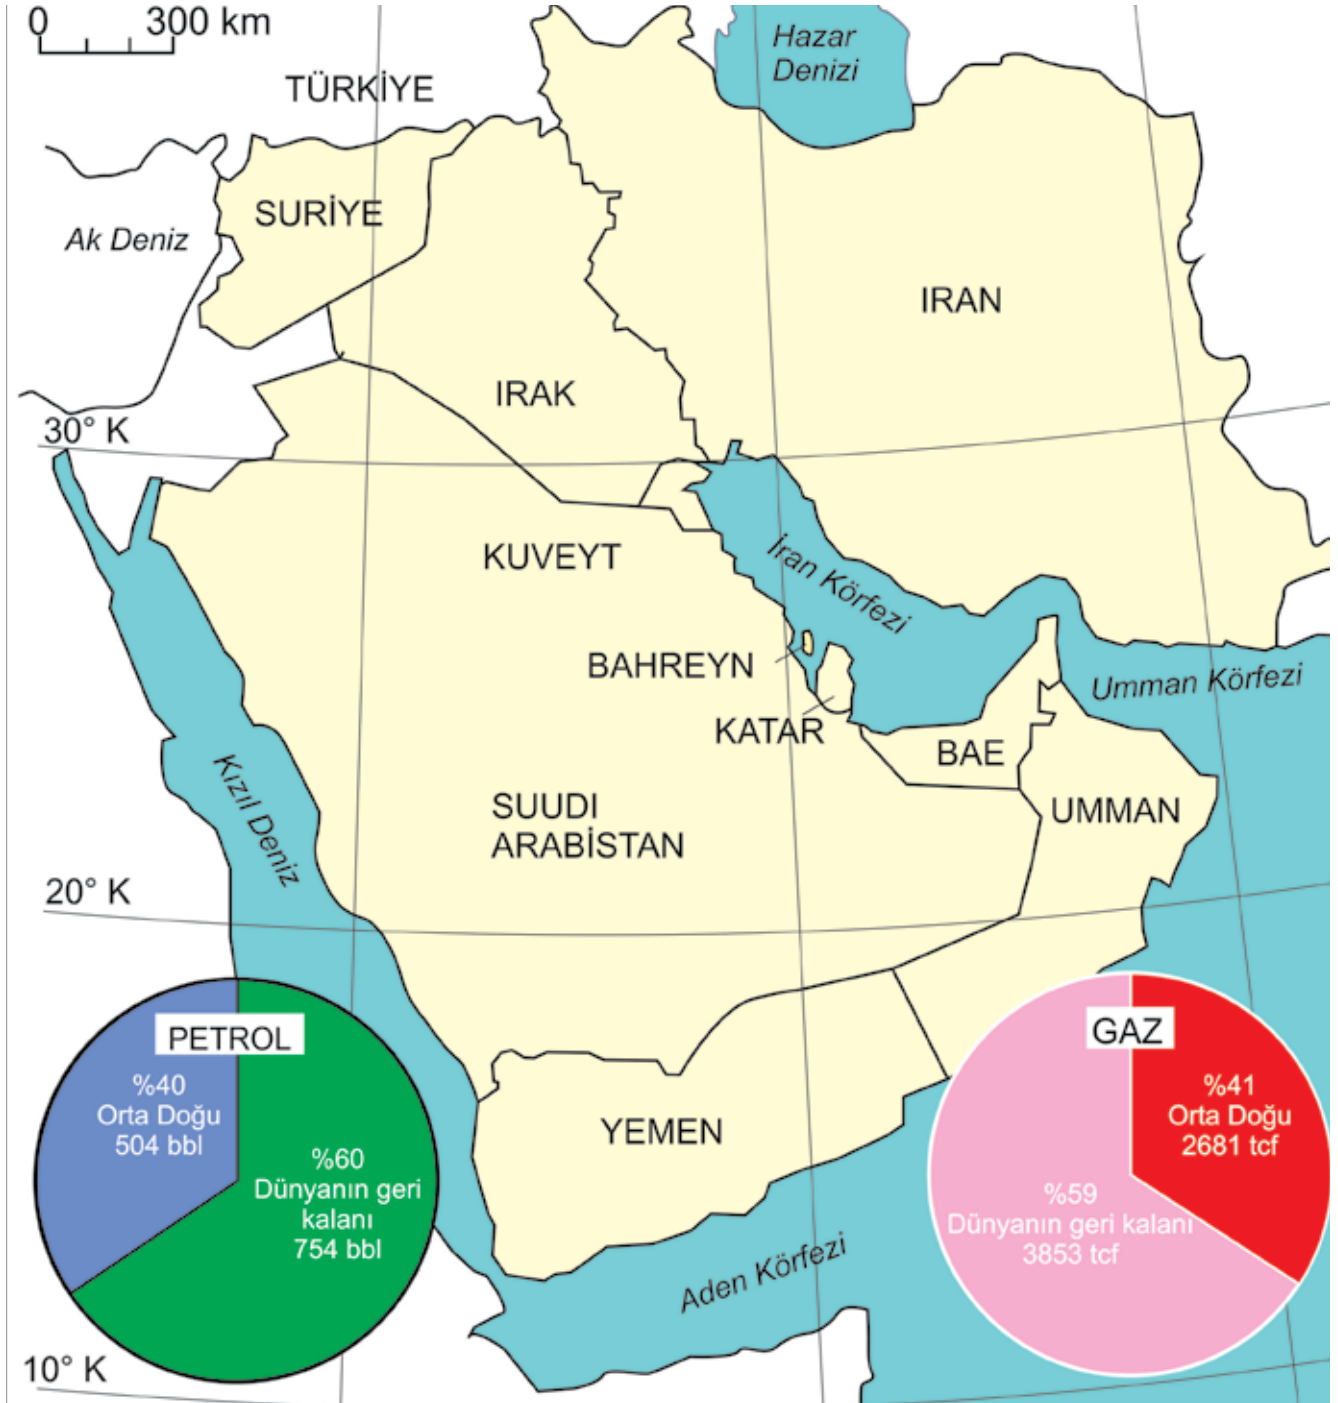 0 300 km
Hazar
Denizi
TÜRKİYE
SURİYE
Ak Deniz
IRAN
IRAK
30° K
KUVEYT
İran Körfezi
BAHREYN
Umman Körfezi
KATAR
BAE
Kızıl Deniz
SUUDI
ARABİSTAN
UMMAN
20° K
PETROL
%40
Orta Doğu
504 bbl
%60
Dünyanın geri
kalanı
754 bbl
YEMEN
GAZ
%41
Orta Doğu
2681 tcf
%59
Dünyanın geri kalanı
3853 tcf
Aden Körfezi
10° K